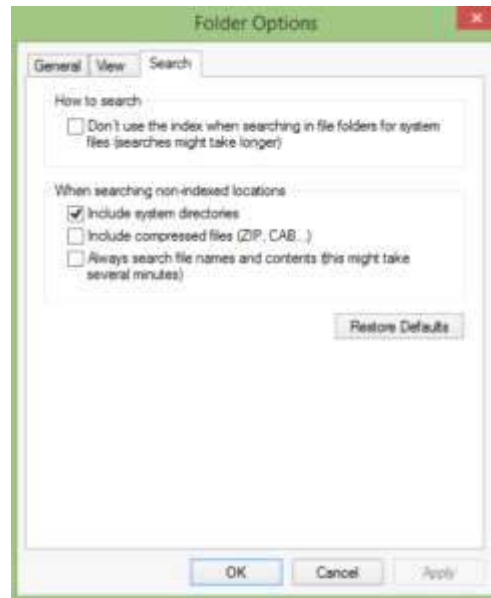 Folder Options
General View Search
How to search
Don't use the index when searching in file folders for system
files (searches might take longer)
When searching non-indexed locations
Include system directories
Include compressed files (ZIP, CAB...)
Always search file names and contents (this might take
several minutes)
Restore Defaults
OK Cancel Apply